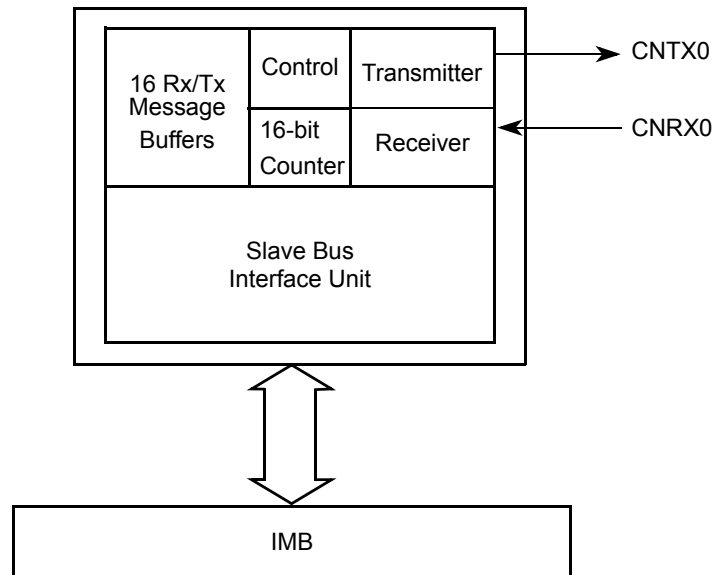 16 Rx/Tx
Message
Buffers
Control
16-bit
Counter
Transmitter
Receiver
CNTX0
CNRX0
Slave Bus
Interface Unit
IMB